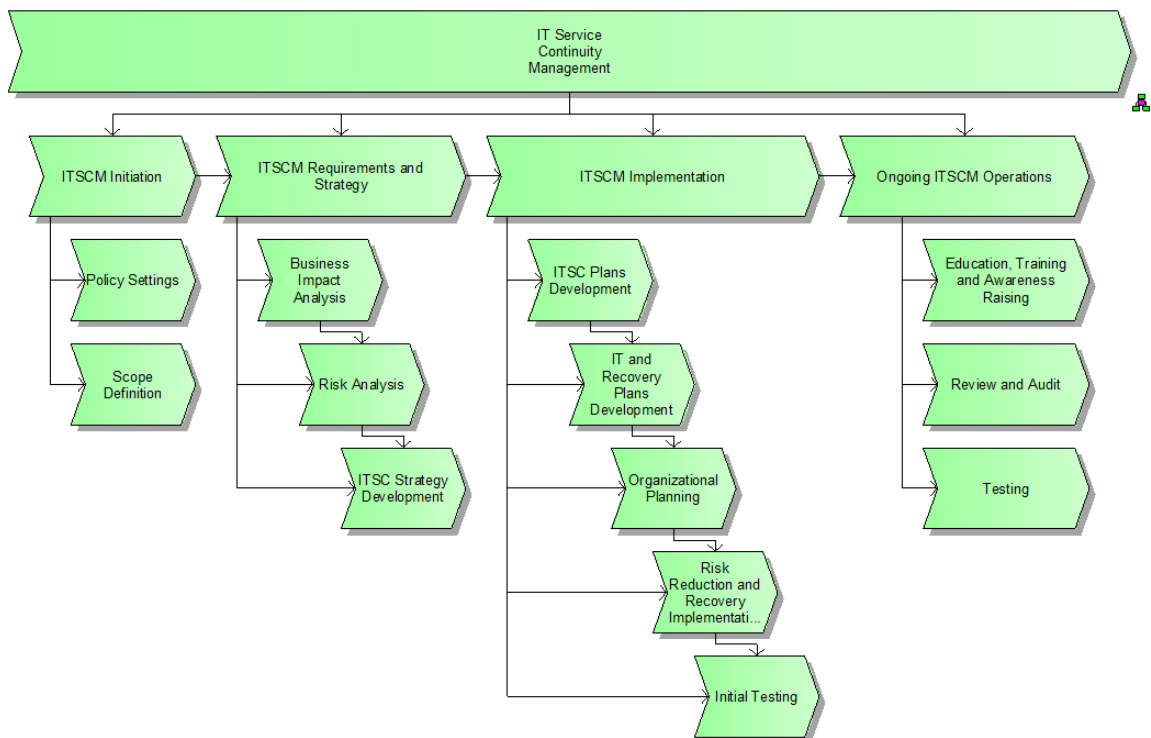 IT Service
Continuity
Management
ITSCM Initiation
ITSCM Requirements and
Strategy
ITSCM Implementation
Ongoing ITSCM Operations
Policy Settings
Scope
Definition
Business
Impact
Analysis
Risk Analysis
ITSC Strategy
Development
ITSC Plans
Development
IT and
Recovery
Plans
Development
Organizational
Planning
Risk
Reduction and
Recovery
Implementati...
Initial Testing
Education, Training
and Awareness
Raising
Review and Audit
Testing